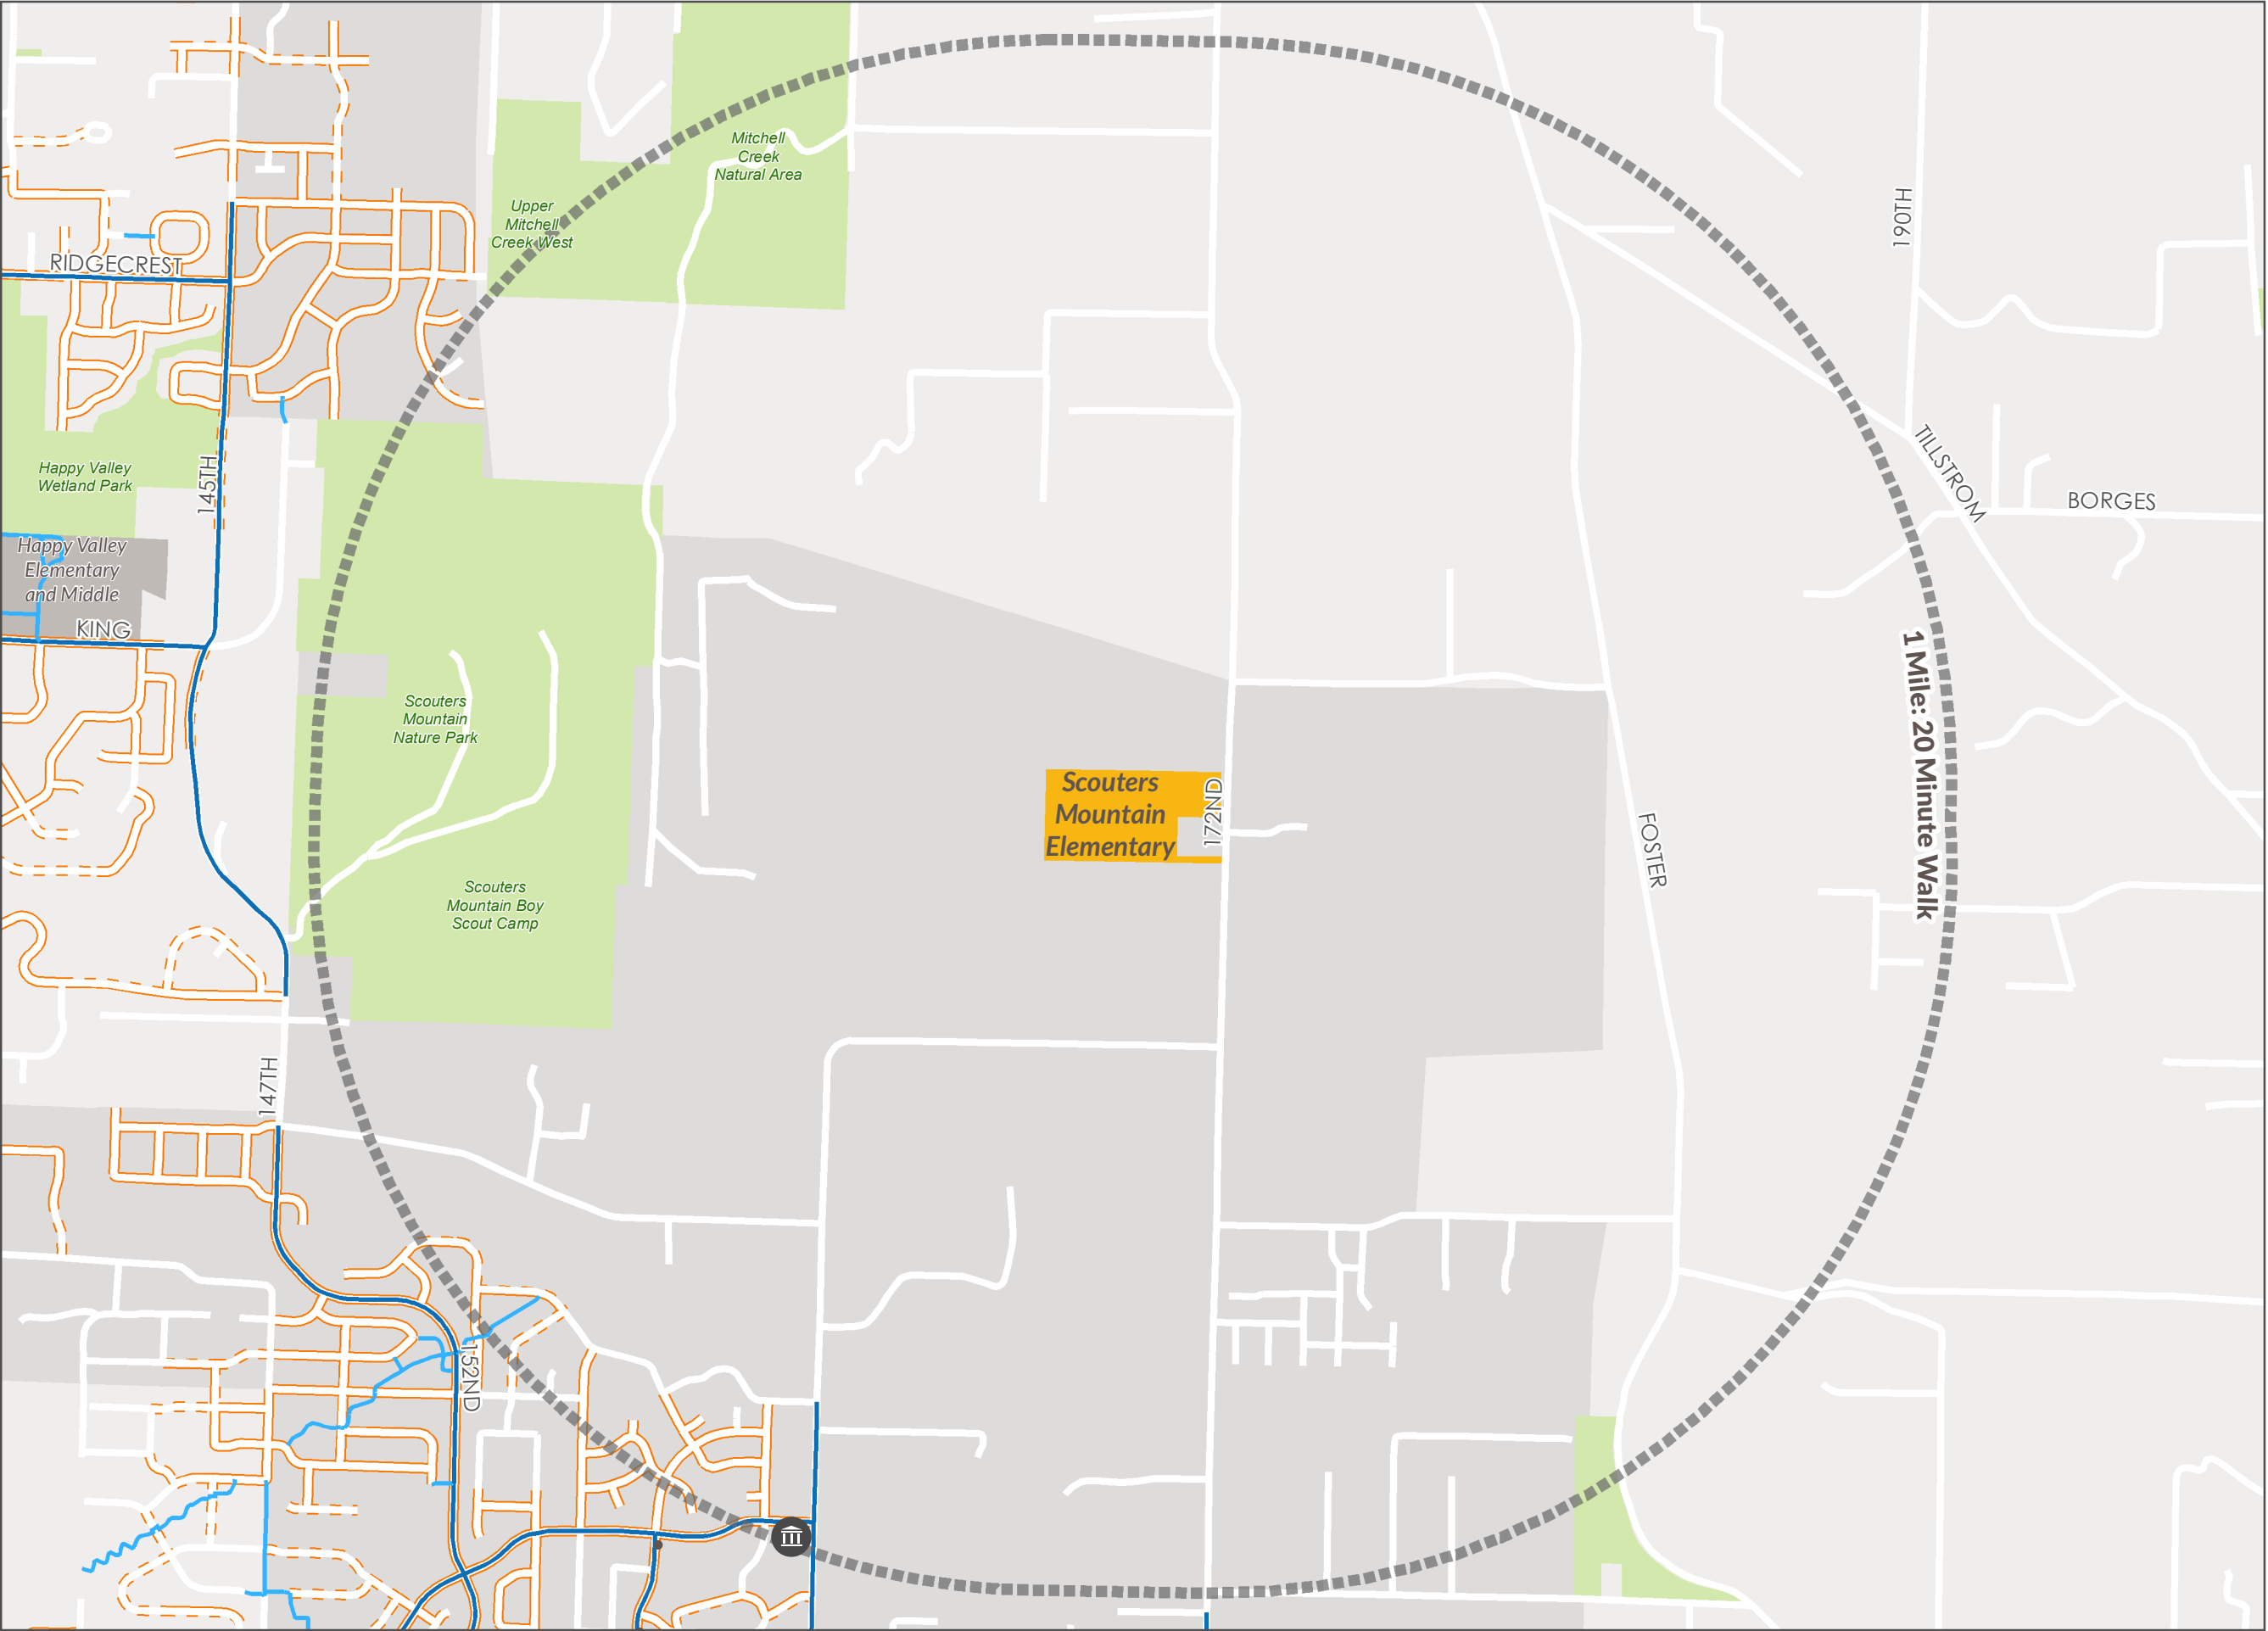 Mitchell
Creek
Natural Area
Upper
Mitchell
Creek West
190TH
RIDGECREST
TILLSTROM
BORGES
Happy Valley
Wetland Park
145TH
Happy Valley
Elementary
and Middle
KING
1 Mile: 20 Minute Walk
Scouters
Mountain
Nature Park
Scouters
Mountain
Elementary
172ND
FOSTER
Scouters
Mountain Boy
Scout Camp
147TH
152ND